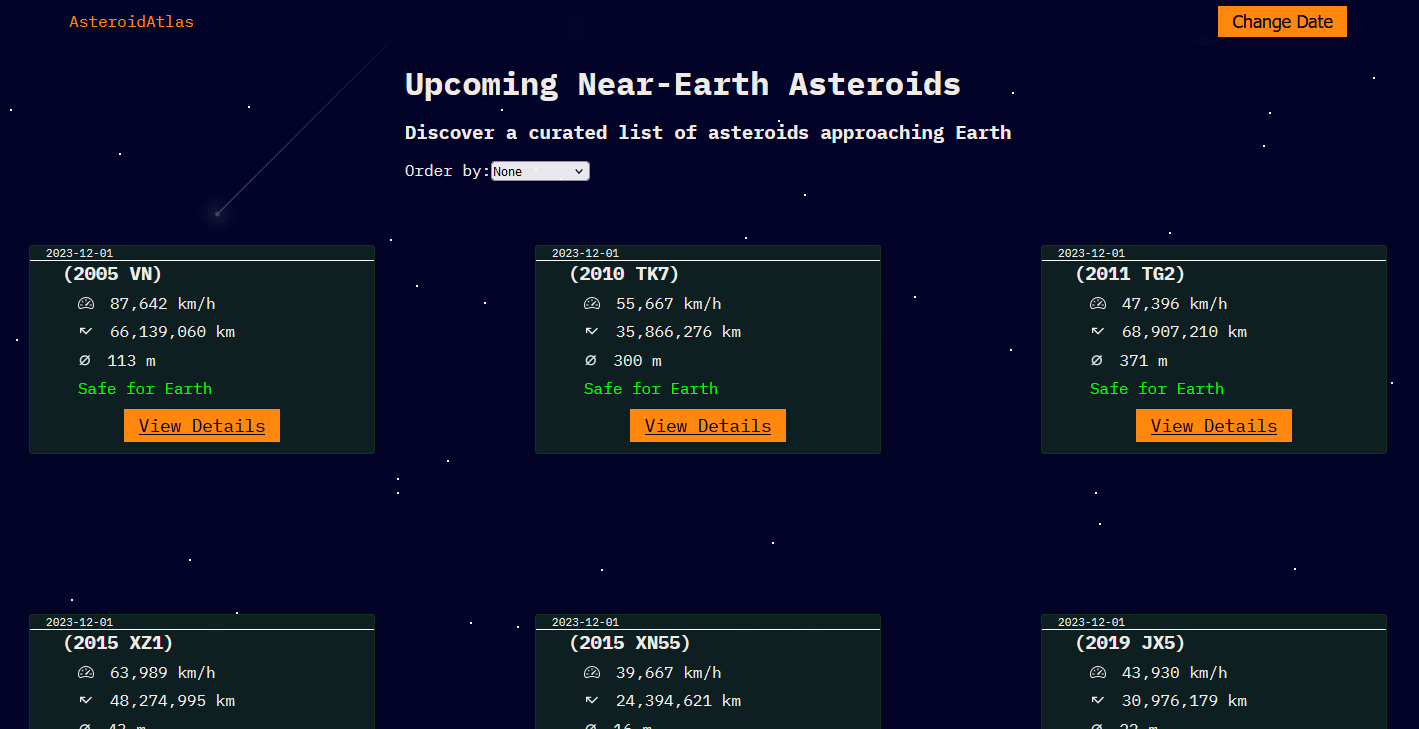 AsteroidAtlas
Change Date
Upcoming Near-Earth Asteroids
Discover a curated list of asteroids approaching Earth
Order by: None
2023-12-01
(2005 VN)
87,642 km/h
66,139,060 km
113 m
Safe for Earth
View Details
2023-12-01
(2010 TK7)
55,667 km/h
35,866,276 km
300 m
Safe for Earth
View Details
2023-12-01
(2011 TG2)
47,396 km/h
68,907,210 km
371 m
Safe for Earth
View Details
2023-12-01
(2015 XZ1)
63,989 km/h
48,274,995 km
2023-12-01
(2015 XN55)
39,667 km/h
24,394,621 km
2023-12-01
(2019 JX5)
43,930 km/h
30,976,179 km